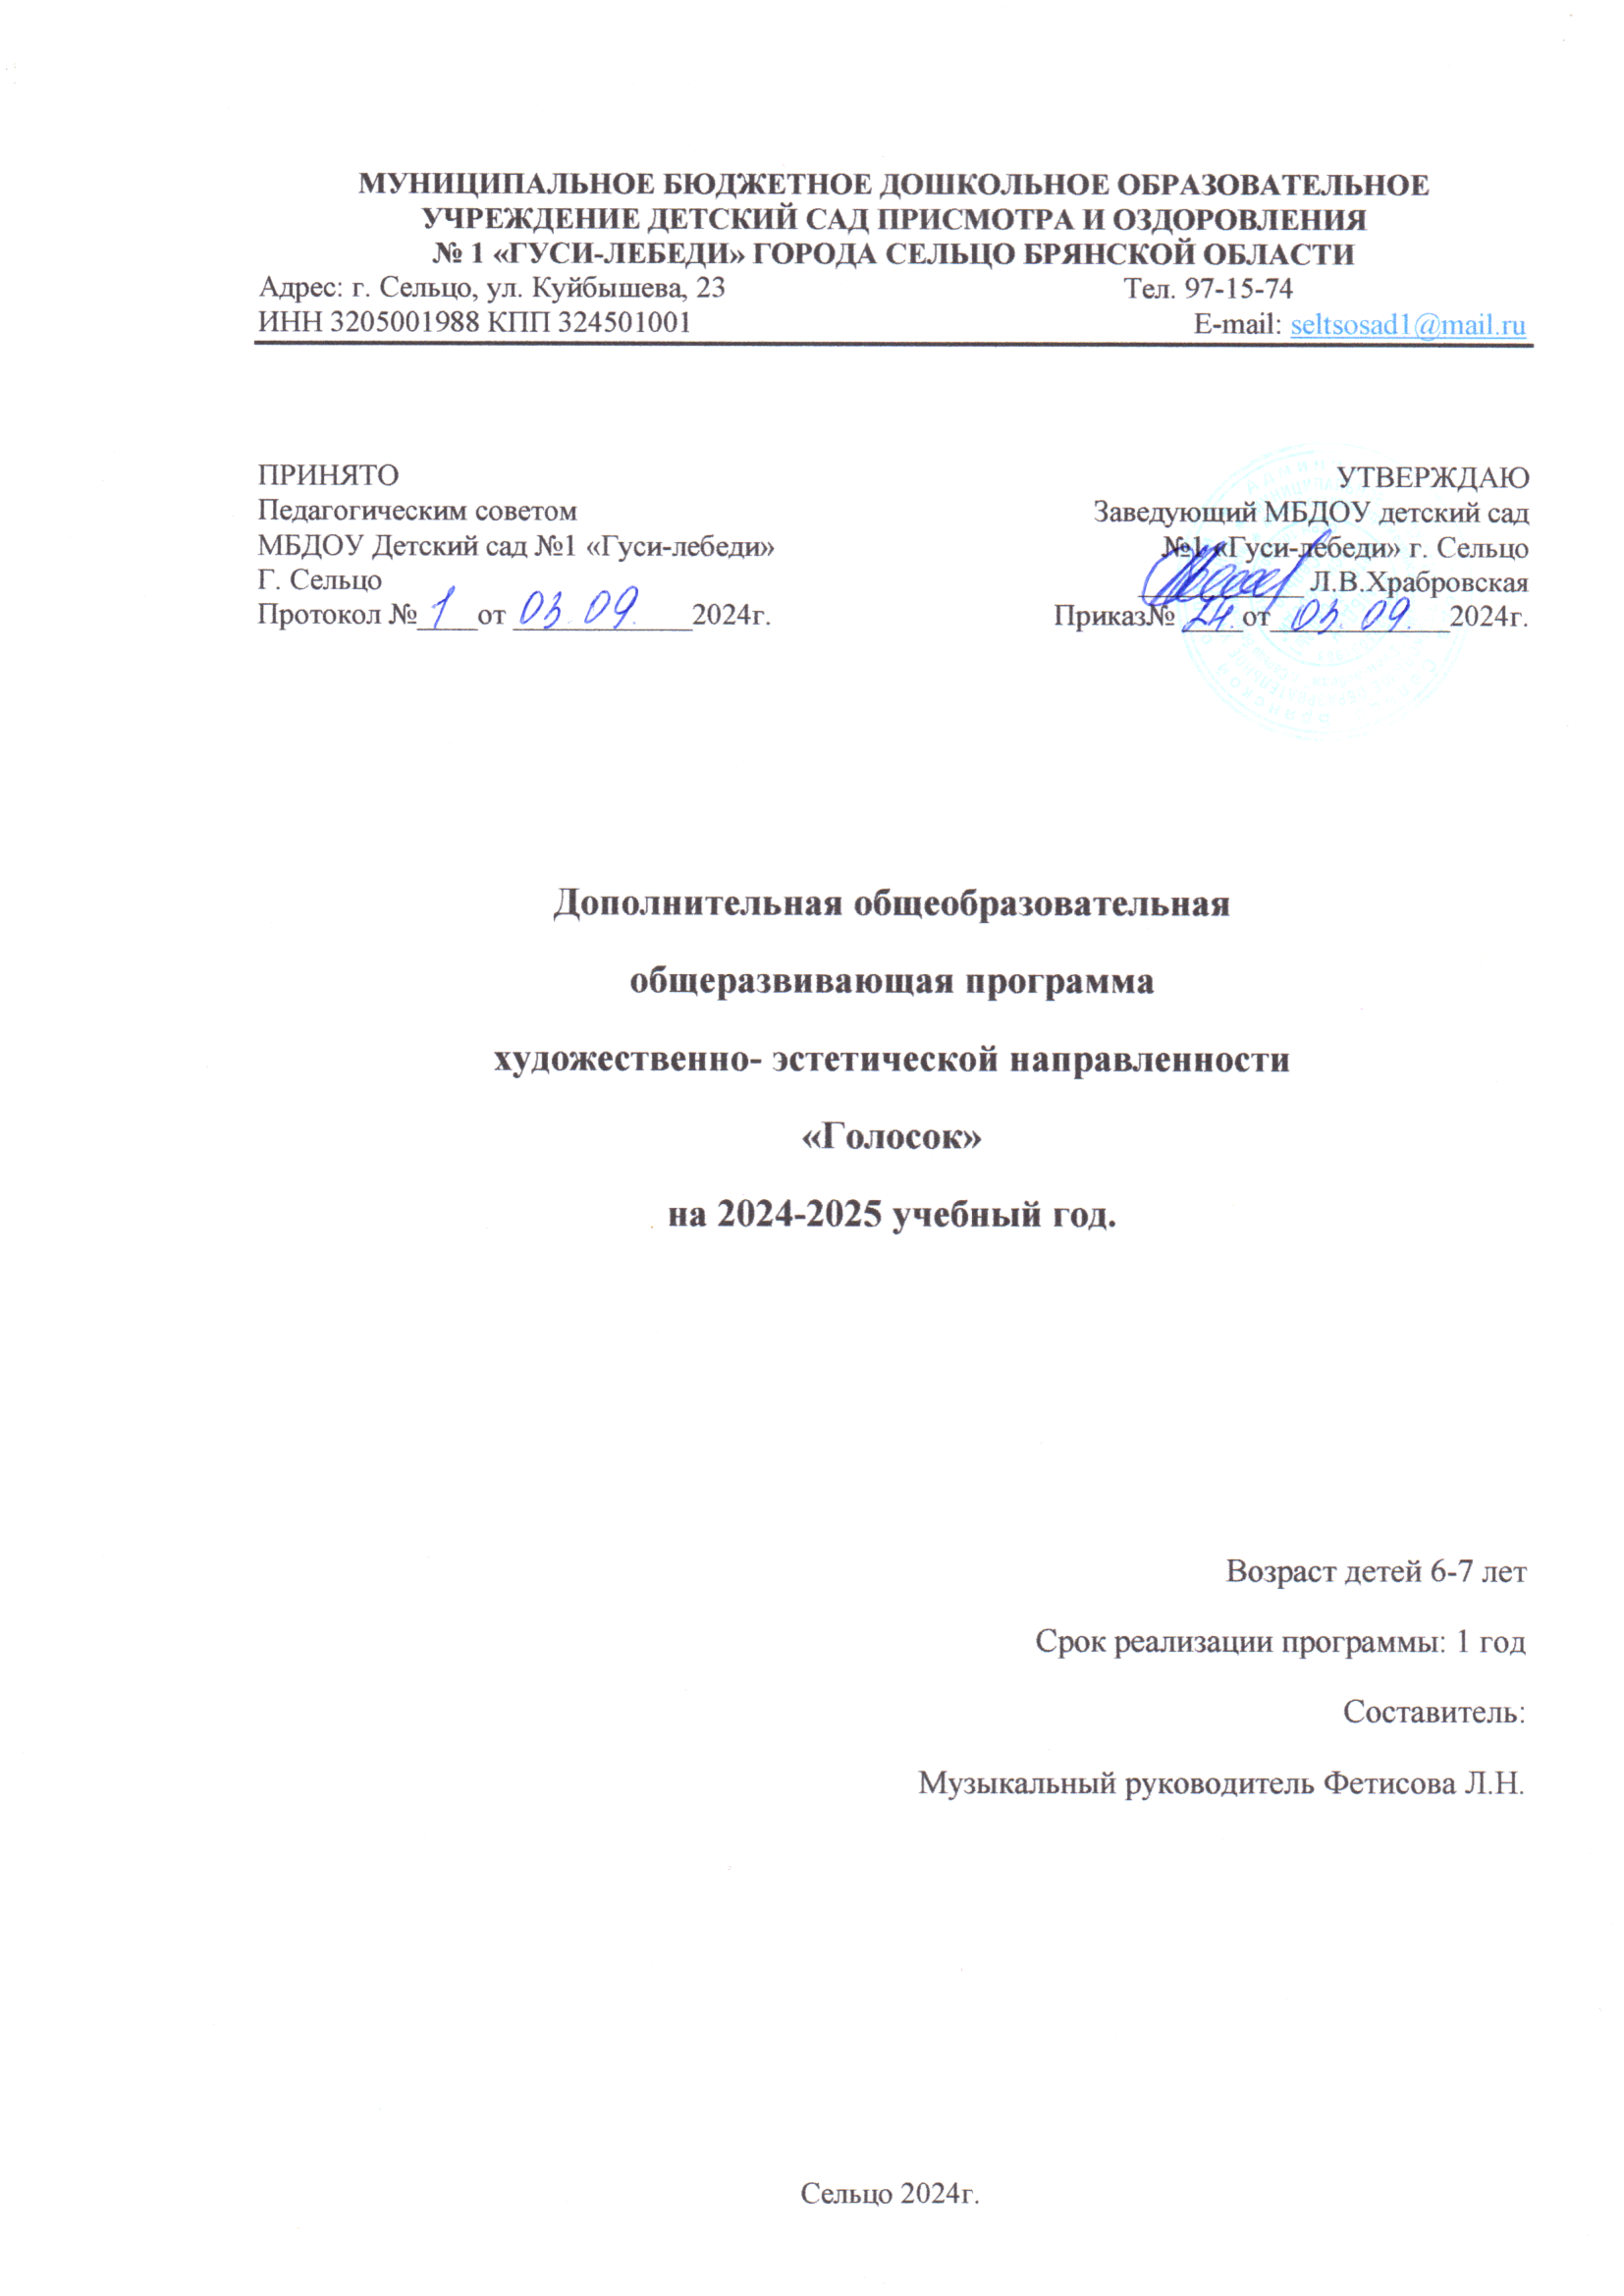 МУНИЦИПАЛЬНОЕ БЮДЖЕТНОЕ ДОШКОЛЬНОЕ ОБРАЗОВАТЕЛЬНОЕ
УЧРЕЖДЕНИЕ ДЕТСКИЙ САД ПРИСМОТРА И ОЗДОРОВЛЕНИЯ
№ 1 «ГУСИ-ЛЕБЕДИ» ГОРОДА СЕЛЬЦО БРЯНСКОЙ ОБЛАСТИ
Адрес: г. Сельцо, ул. Куйбышева, 23 Тел. 97-15-74
ИНН 3205001988 КПП 324501001 E-mail: seltsosad1@mail.ru
ПРИНЯТО
Педагогическим советом
МБДОУ Детский сад №1 «Гуси-лебеди»
Г. Сельцо
Протокол № 1 от 03 09. 2024г.
УТВЕРЖДАЮ
Заведующий МБДОУ детский сад
№1 «Гуси-лебеди» г. Сельцо
Л.В.Храбровская
Приказ№ 24. от 03. 09. 2024г.
Дополнительная общеобразовательная
общеразвивающая программа
художественно- эстетической направленности
«Голосок»
на 2024-2025 учебный год.
Возраст детей 6-7 лет
Срок реализации программы: 1 год
Составитель:
Музыкальный руководитель Фетисова Л.Н.
Сельцо 2024г.